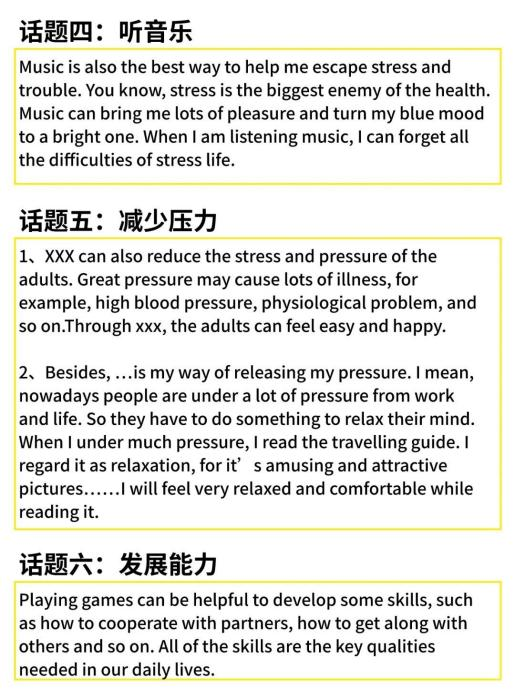 话题四：听音乐
Music is also the best way to help me escape stress and
trouble. You know, stress is the biggest enemy of the health.
Music can bring me lots of pleasure and turn my blue mood
to a bright one. When I am listening music, I can forget all
the difficulties of stress life.
话题五：减少压力
1、XXX can also reduce the stress and pressure of the
adults. Great pressure may cause lots of illness, for
example, high blood pressure, physiological problem, and
so on.Through xxx, the adults can feel easy and happy.
2、Besides, …is my way of releasing my pressure. I mean,
nowadays people are under a lot of pressure from work
and life. So they have to do something to relax their mind.
When I under much pressure, I read the travelling guide. I
regard it as relaxation, for it’s amusing and attractive
pictures……I will feel very relaxed and comfortable while
reading it.
话题六：发展能力
Playing games can be helpful to develop some skills, such
as how to cooperate with partners, how to get along with
others and so on. All of the skills are the key qualities
needed in our daily lives.